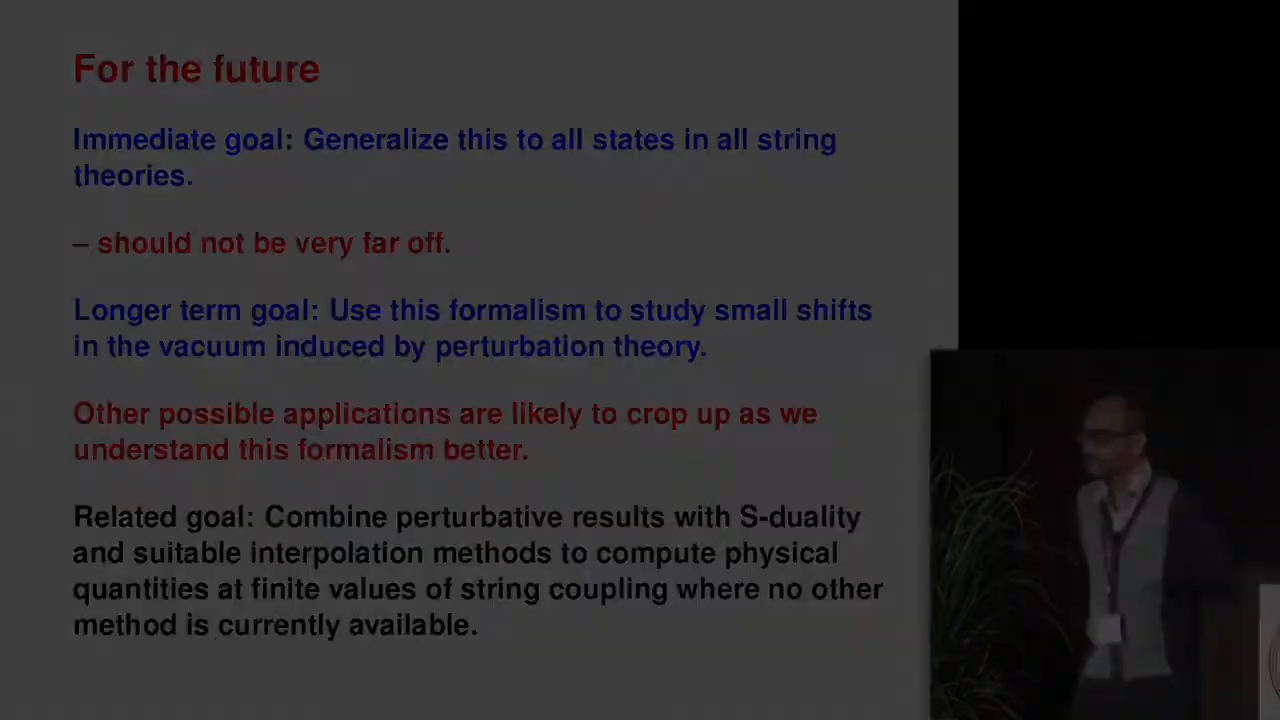 For the future
Immediate goal: Generalize this to all states in all string
theories.
– should not be very far off.
Longer term goal: Use this formalism to study small shifts
in the vacuum induced by perturbation theory.
Other possible applications are likely to crop up as we
understand this formalism better.
Related goal: Combine perturbative results with S-duality
and suitable interpolation methods to compute physical
quantities at finite values of string coupling where no other
method is currently available.